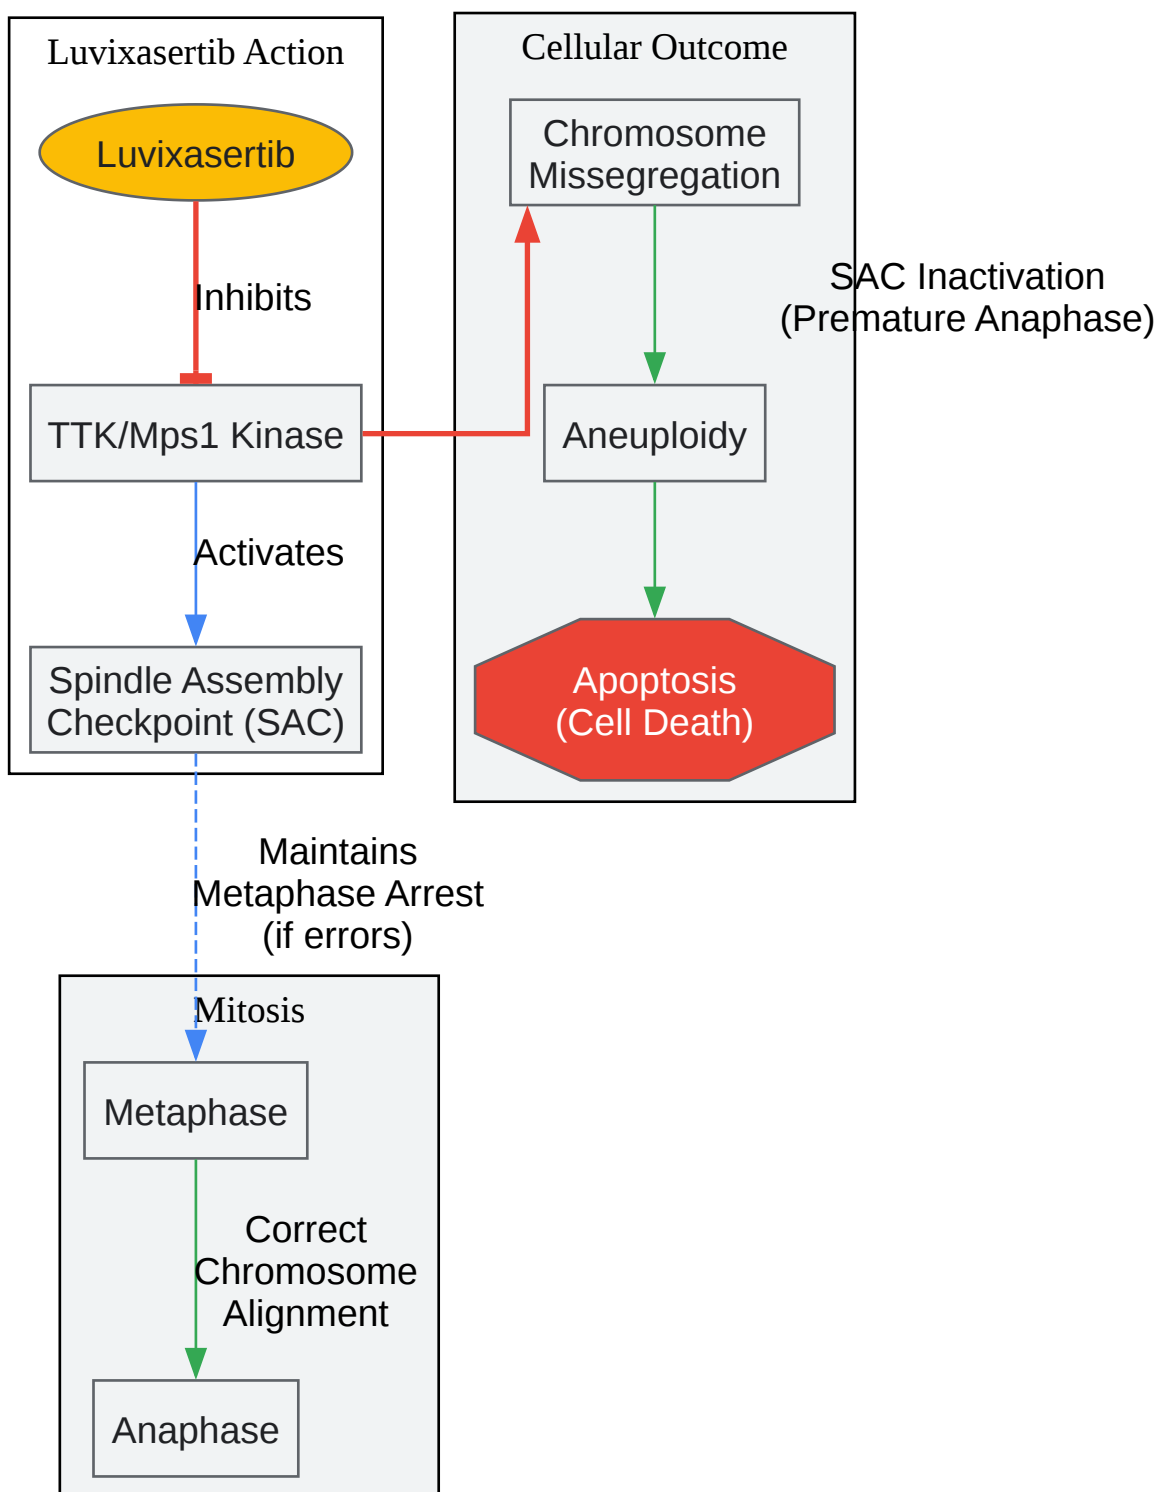 Luvixasertib Action
Luvixasertib
Inhibits
TTK/Mps1 Kinase
Activates
Spindle Assembly
Checkpoint (SAC)
Cellular Outcome
Chromosome
Missegregation
SAC Inactivation
(Premature Anaphase)
Aneuploidy
Apoptosis
(Cell Death)
Maintains
Metaphase Arrest
(if errors)
Mitosis
Metaphase
Correct
Chromosome
Alignment
Anaphase